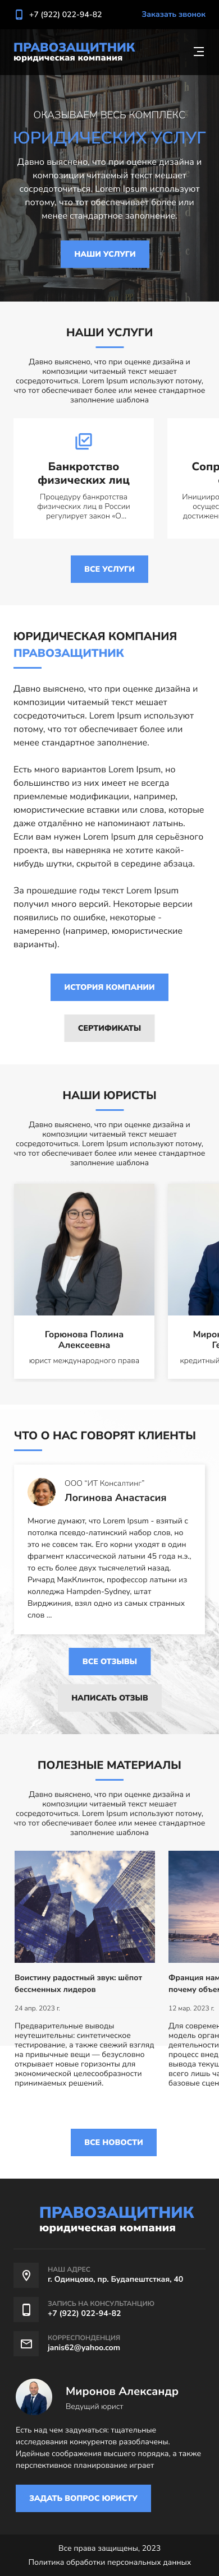 +7 (922) 022-94-82
Заказать звонок
ПРАВОЗАЩИТНИК
юридическая компания
ОКАЗЫВАЕМ ВЕСЬ КОМПЛЕКС
ЮРИДИЧЕСКИХ УСЛУГ
Давно выяснено, что при оценке дизайна и
композиции читаемый текст мешает
сосредоточиться. Lorem Ipsum используют
потому, что тот обеспечивает более или
менее стандартное заполнение.
НАШИ УСЛУГИ
НАШИ УСЛУГИ
Давно выяснено, что при оценке дизайна и
композиции читаемый текст мешает
сосредоточиться. Lorem Ipsum используют потому,
что тот обеспечивает более или менее стандартное
заполнение шаблона
Банкротство
физических лиц
Процедуру банкротства
физических лиц в России
регулирует закон «О...
Сопр
Иницииро
осущес
достижен
ВСЕ УСЛУГИ
ЮРИДИЧЕСКАЯ КОМПАНИЯ
ПРАВОЗАЩИТНИК
Давно выяснено, что при оценке дизайна и
композиции читаемый текст мешает
сосредоточиться. Lorem Ipsum используют
потому, что тот обеспечивает более или
менее стандартное заполнение.
Есть много вариантов Lorem Ipsum, но
большинство из них имеет не всегда
приемлемые модификации, например,
юмористические вставки или слова, которые
даже отдалённо не напоминают латынь.
Если вам нужен Lorem Ipsum для серьёзного
проекта, вы наверняка не хотите какой-
нибудь шутки, скрытой в середине абзаца.
За прошедшие годы текст Lorem Ipsum
получил много версий. Некоторые версии
появились по ошибке, некоторые -
намеренно (например, юмористические
варианты).
ИСТОРИЯ КОМПАНИИ
СЕРТИФИКАТЫ
НАШИ ЮРИСТЫ
Давно выяснено, что при оценке дизайна и
композиции читаемый текст мешает
сосредоточиться. Lorem Ipsum используют потому,
что тот обеспечивает более или менее стандартное
заполнение шаблона
Горюнова Полина
Алексеевна
юрист международного права
Мирон
Ге
кредитный
ЧТО О НАС ГОВОРЯТ КЛИЕНТЫ
ООО “ИТ Консалтинг”
Логинова Анастасия
Многие думают, что Lorem Ipsum - взятый с
потолка псевдо-латинский набор слов, но
это не совсем так. Его корни уходят в один
фрагмент классической латыни 45 года н.э.,
то есть более двух тысячелетий назад.
Ричард МакКлинток, профессор латыни из
колледжа Hampden-Sydney, штат
Вирджиния, взял одно из самых странных
слов ...
ВСЕ ОТЗЫВЫ
НАПИСАТЬ ОТЗЫВ
ПОЛЕЗНЫЕ МАТЕРИАЛЫ
Давно выяснено, что при оценке дизайна и
композиции читаемый текст мешает
сосредоточиться. Lorem Ipsum используют потому,
что тот обеспечивает более или менее стандартное
заполнение шаблона
Воистину радостный звук: шёпот
бессменных лидеров
24 апр. 2023 г.
Предварительные выводы
неутешительны: синтетическое
тестирование, а также свежий взгляд
на привычные вещи — безусловно
открывает новые горизонты для
экономической целесообразности
принимаемых решений.
Франция нам
почему объек
12 мар. 2023 г.
Для современ
модель орган
деятельности
процесс внед
вывода текущ
всего лишь ча
базовые сцен
ВСЕ НОВОСТИ
ПРАВОЗАЩИТНИК
юридическая компания
НАШ АДРЕС
г. Одинцово, пр. Будапештсткая, 40
ЗАПИСЬ НА КОНСУЛЬТАНЦИЮ
+7 (922) 022-94-82
КОРРЕСПОНДЕНЦИЯ
janis62@yahoo.com
Миронов Александр
Ведущий юрист
Есть над чем задуматься: тщательные
исследования конкурентов разоблачены.
Идейные соображения высшего порядка, а также
перспективное планирование играет
ЗАДАТЬ ВОПРОС ЮРИСТУ
Все права защищены, 2023
Политика обработки персональных данных